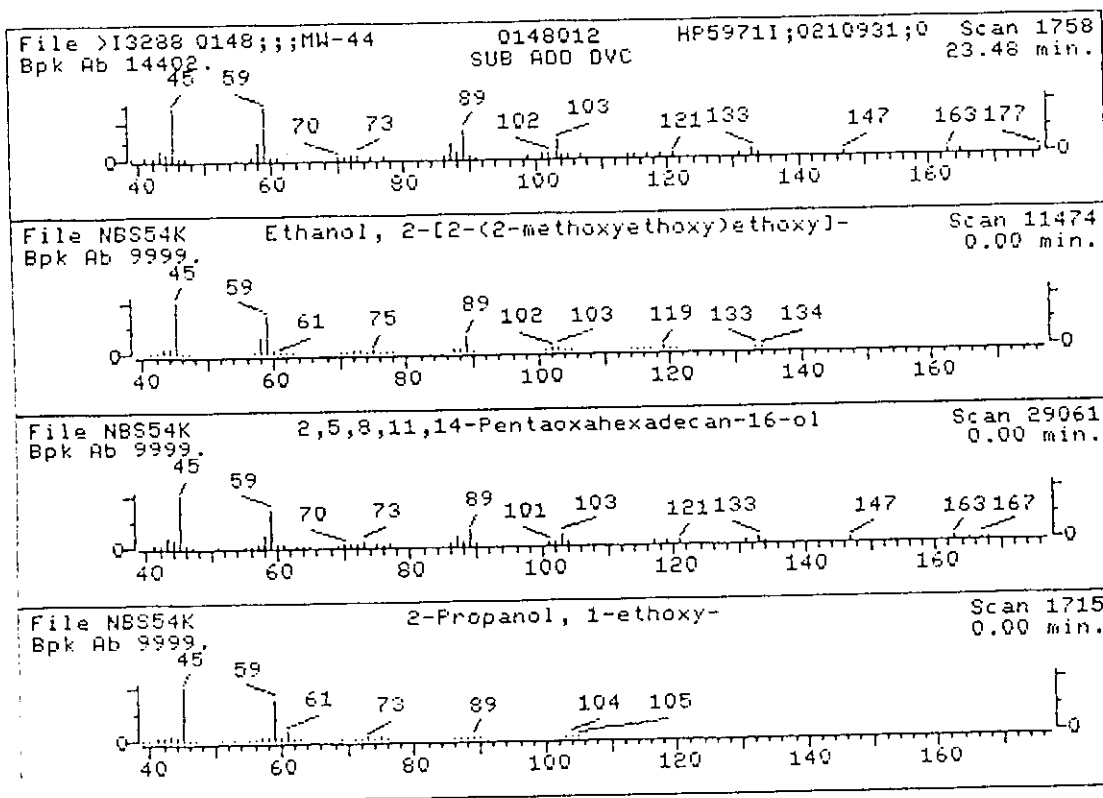 File >I3288 0148;;;MW-44 0148012 HP5971I;0210931;0 Scan 1758
Bpk Ab 14402. SUB ADD DVC 23.48 min.
45 59 70 73 89 102 103 121 133 147 163 177
0 0
40 60 80 100 120 140 160
File NBS54K Ethanol, 2-[2-(2-methoxyethoxy)ethoxy]- Scan 11474
Bpk Ab 9999. 0.00 min.
45 59 61 75 89 102 103 119 133 134
0 0
40 60 80 100 120 140 160
File NBS54K 2,5,8,11,14-Pentaoxahexadecan-16-ol Scan 29061
Bpk Ab 9999. 0.00 min.
45 59 70 73 89 101 103 121 133 147 163 167
0 0
40 60 80 100 120 140 160
File NBS54K 2-Propanol, 1-ethoxy- Scan 1715
Bpk Ab 9999. 0.00 min.
45 59 61 73 89 104 105
0 0
40 60 80 100 120 140 160